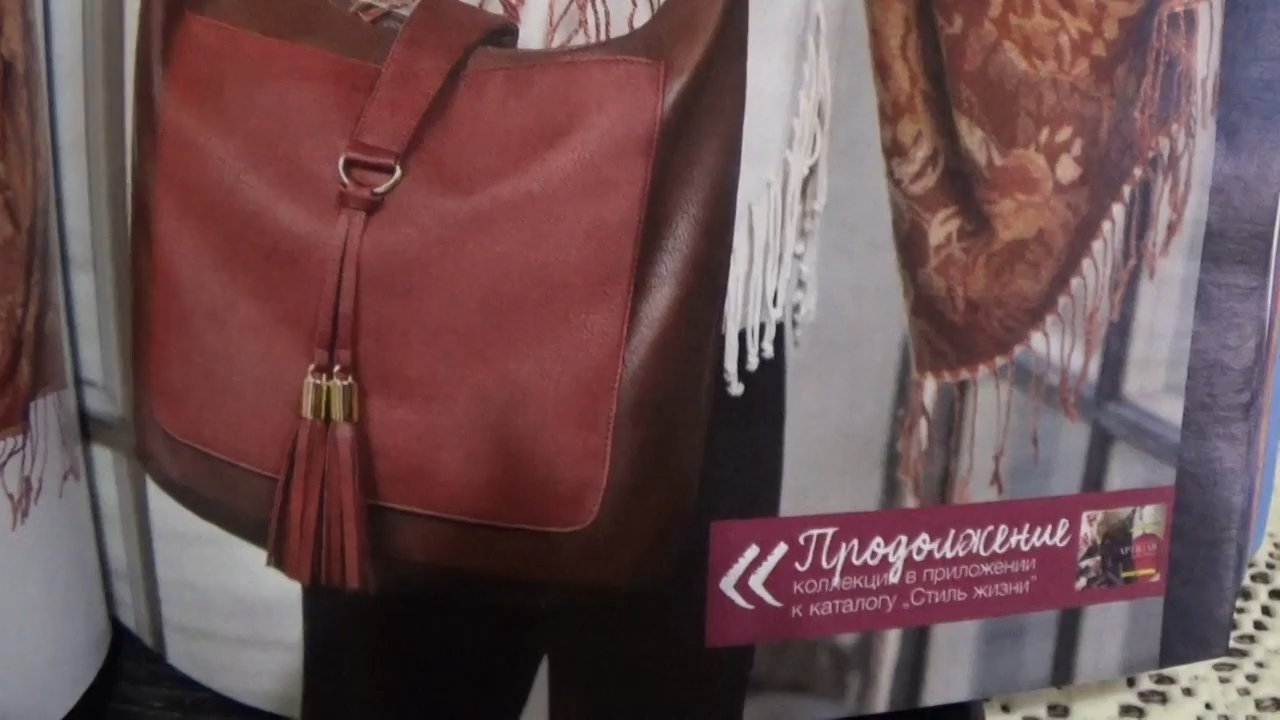 Продолжение
коллекции в приложении
к каталогу „Стиль жизни"